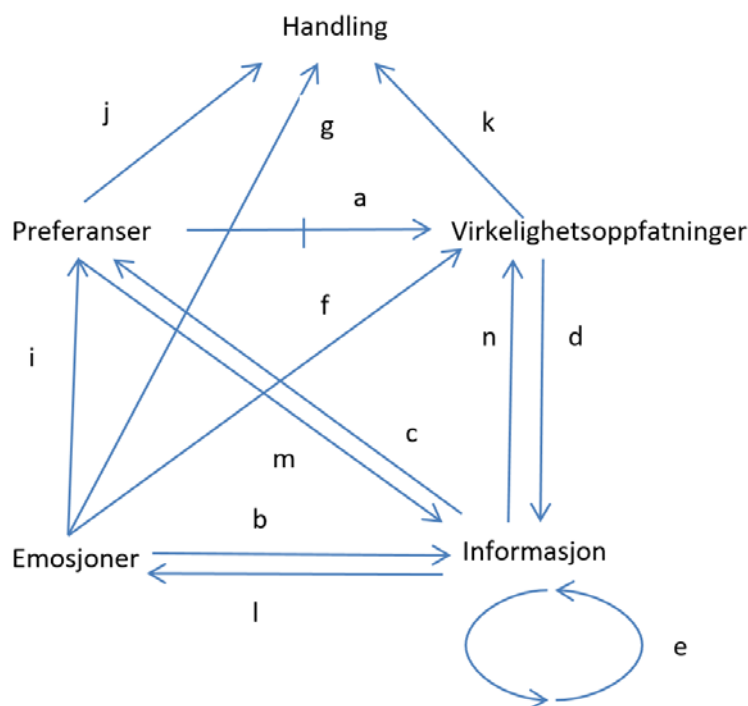 Handling
j
g
k
a
Preferanser
Virkelighetsoppfatninger
f
n
d
i
c
m
b
Emosjoner
Informasjon
l
e